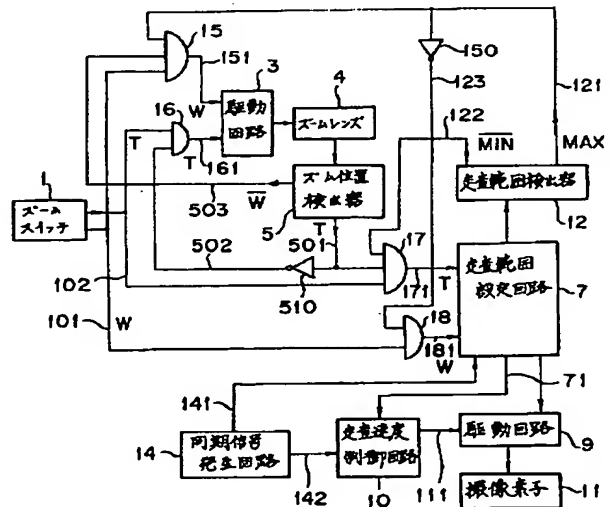 15
151
W
3
駆動
回路
4
ズームレンズ
150
123
122
121
MIN
MAX
16
T
T
161
走査範囲検出器
12
1
ズーム
スイッチ
503
W
ズーム位置
検出器
5
T
501
502
510
17
171
T
走査範囲
設定回路
7
102
101
W
18
181
W
71
141
14
同期信号
発生回路
142
走査速度
制御回路
10
111
駆動回路
9
撮像素子
11